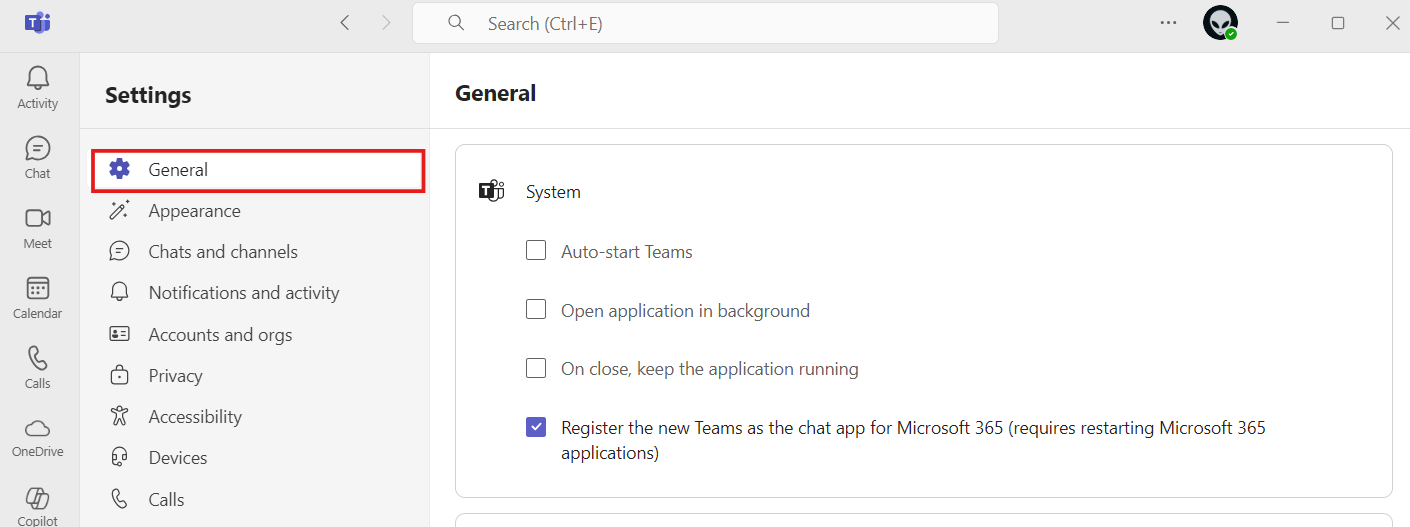 Search (Ctrl+E)
Activity
Chat
Meet
Calendar
Calls
OneDrive
Copilot
Settings
General
Appearance
Chats and channels
Notifications and activity
Accounts and orgs
Privacy
Accessibility
Devices
Calls
General
System
Auto-start Teams
Open application in background
On close, keep the application running
Register the new Teams as the chat app for Microsoft 365 (requires restarting Microsoft 365
applications)